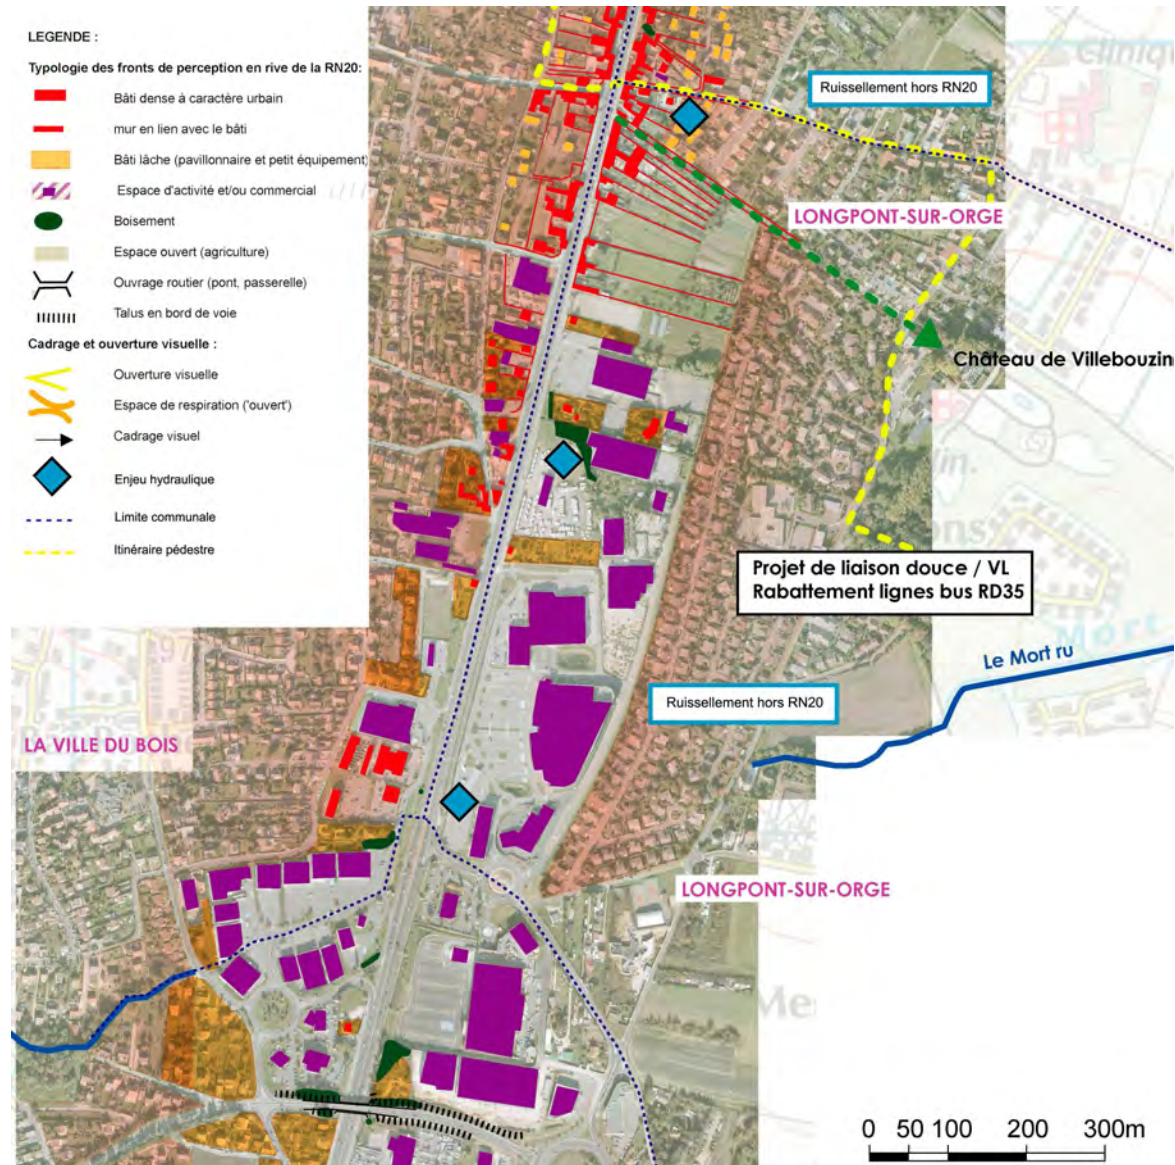 LEGENDE :
Typologie des fronts de perception en rive de la RN20:
Bâti dense à caractère urbain
mur en lien avec le bâti
Bâti lâche (pavillonnaire et petit équipement)
Espace d'activité et/ou commercial
Boisement
Espace ouvert (agriculture)
Ouvrage routier (pont, passerelle)
Talus en bord de voie
Cadrage et ouverture visuelle :
Ouverture visuelle
Espace de respiration ('ouvert')
Cadrage visuel
Enjeu hydraulique
Limite communale
Itinéraire pédestre
Cliniq
Ruissellement hors RN20
LONGPONT-SUR-ORGE
Château de Villebouzin
Projet de liaison douce / VL
Rabattement lignes bus RD35
Mort
Le Mort ru
Ruissellement hors RN20
LA VILLE DU BOIS
LONGPONT-SUR-ORGE
0 50 100 200 300m